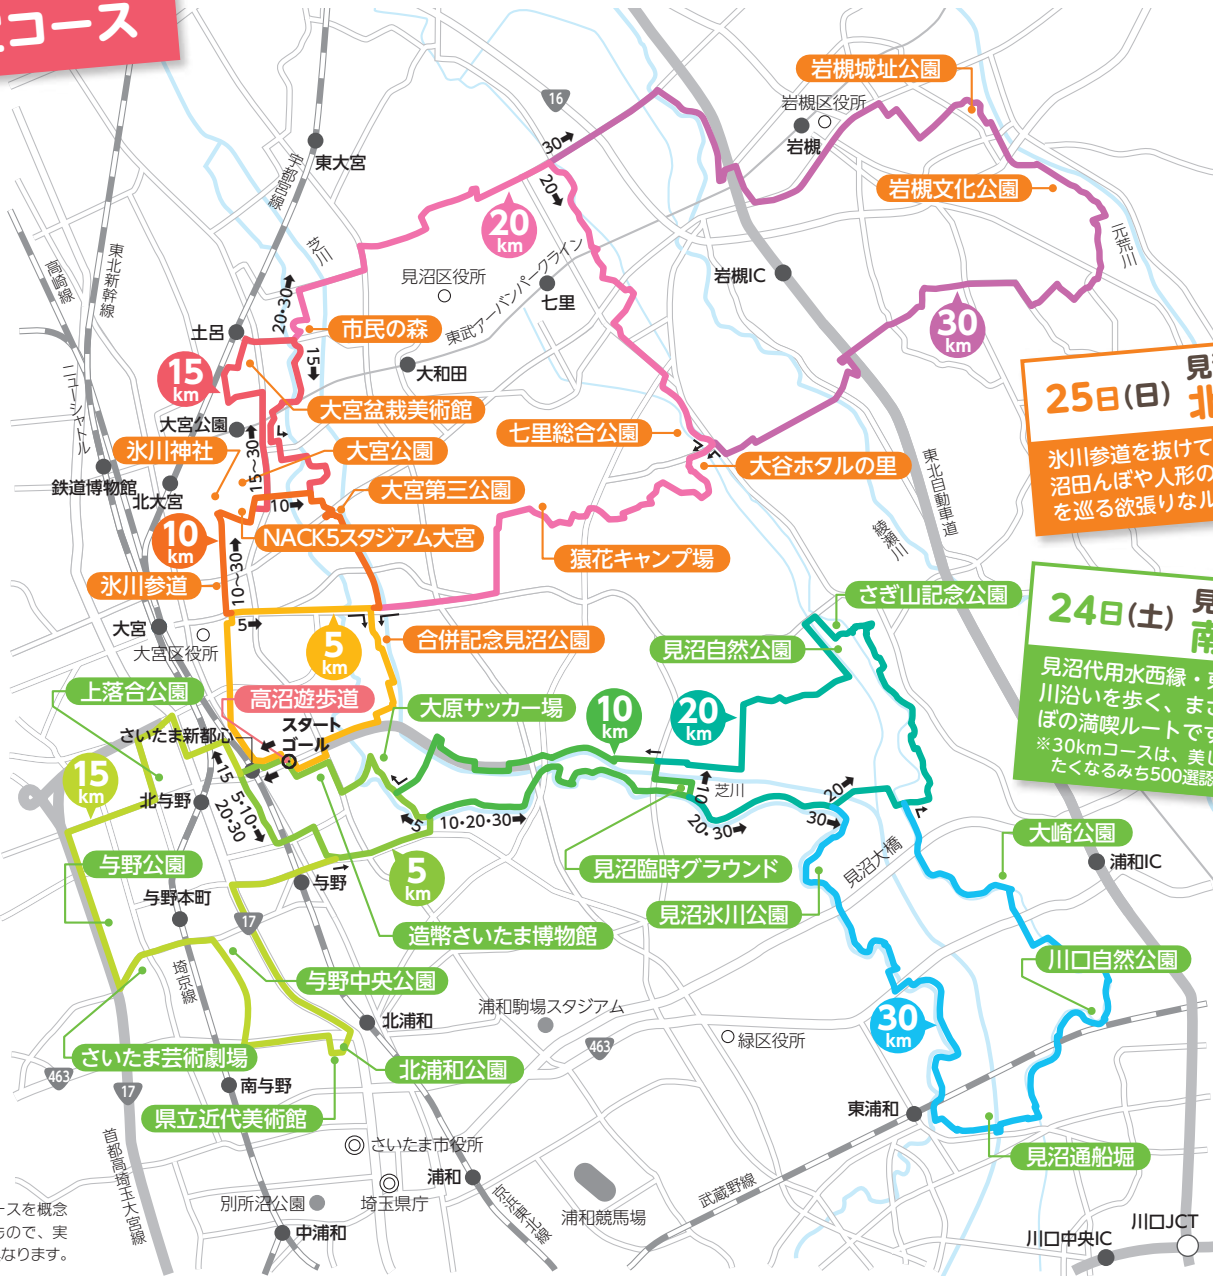 コース
16
岩槻城址公園
岩槻区役所
岩槻
岩槻文化公園
元荒川
東大宮
宇都宮線
芝川
30➡
20➡
20
km
見沼区役所
東武アーバンパークライン
七里
岩槻IC
高崎線
東北新幹線
20・30➡
土呂
市民の森
15➡
15
km
大和田
30
km
ニューシャトル
大宮盆栽美術館
大宮公園
七里総合公園
氷川神社
大宮公園
大谷ホタルの里
鉄道博物館
北大宮
15~30➡
大宮第三公園
10➡
東北自動車道
綾瀬川
10
km
NACK5スタジアム大宮
猿花キャンプ場
氷川参道
10~30➡
25日(日)
見
北
氷川参道を抜けて
沼田んぼや人形の
を巡る欲張りなル
さぎ山記念公園
大宮
5➡
大宮区役所
5
km
合併記念見沼公園
見沼自然公園
24日(土)
見
南
見沼代用水西縁・東
川沿いを歩く、まさ
ぼの満喫ルートです
※30kmコースは、美し
たくなるみち500選認
上落合公園
高沼遊歩道
大原サッカー場
スタート
ゴール
さいたま新都心
10
km
20
km
15
km
北与野
15
5・10・
20・30
芝川
10
5
10・20・30➡
20・30➡
20➡
30➡
大崎公園
与野公園
与野
5
km
見沼臨時グラウンド
見沼大橋
浦和IC
与野本町
17
見沼氷川公園
造幣さいたま博物館
埼京線
与野中央公園
川口自然公園
北浦和
浦和駒場スタジアム
463
緑区役所
30
km
さいたま芸術劇場
463
17
南与野
北浦和公園
県立近代美術館
東浦和
首都高埼玉大宮線
さいたま市役所
見沼通船堀
浦和
埼玉県庁
別所沼公園
京浜東北線
浦和競馬場
武蔵野線
中浦和
川口JCT
川口中央IC
ースを概念
もので、実
なります。